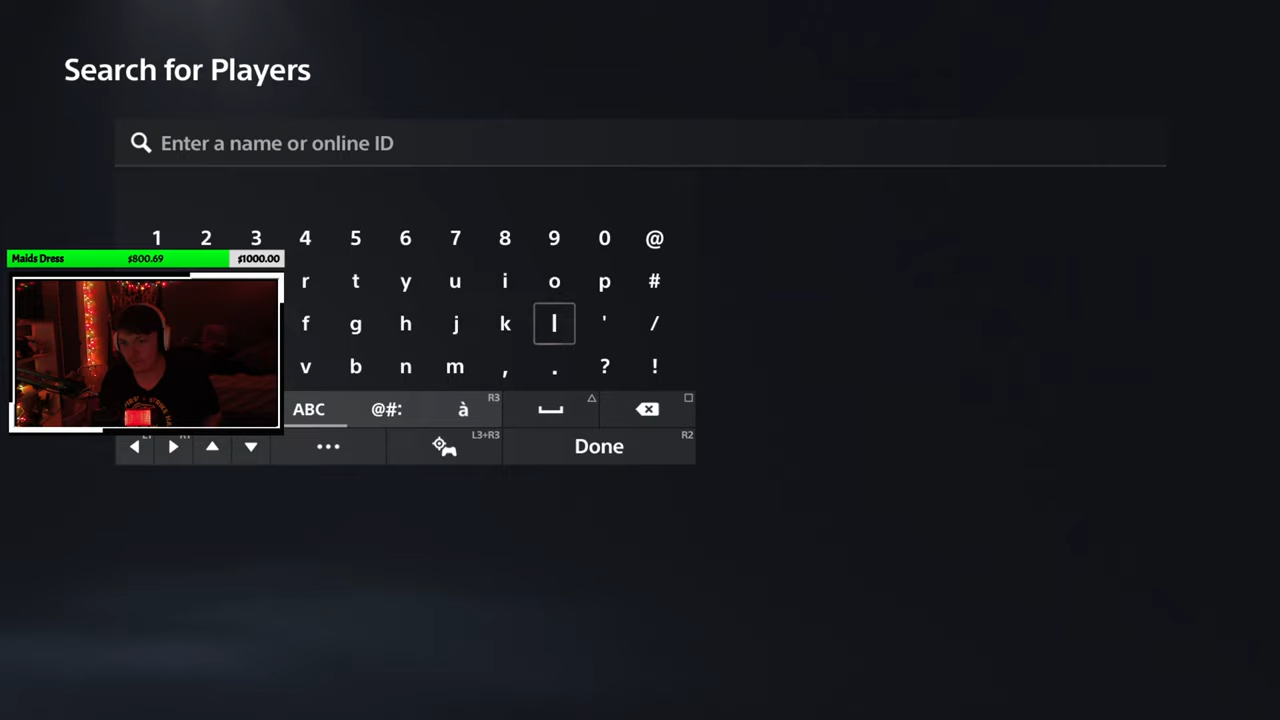 Search for Players
Enter a name or online ID
1 2 3 4 5 6 7 8 9 0 @
Maids Dress $800.69 $1000.00
r t y u i o p #
f g h j k l ' /
v b n m , . ? !
ABC @#: à R3 △ □
L3+R3 Done R2